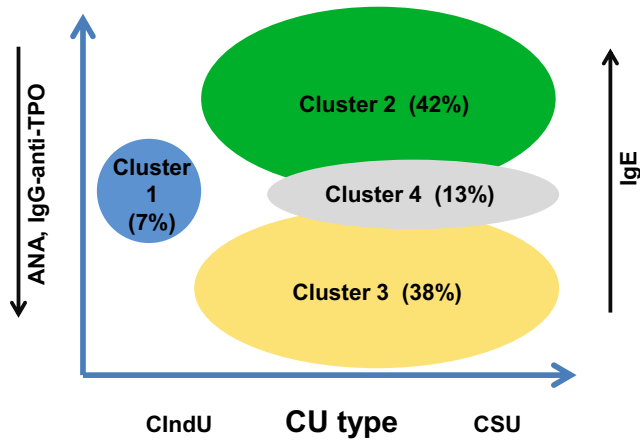 ANA, IgG-anti-TPO
Cluster 2 (42%)
Cluster
1
(7%)
Cluster 4 (13%)
Cluster 3 (38%)
IgE
CIndU
CU type
CSU